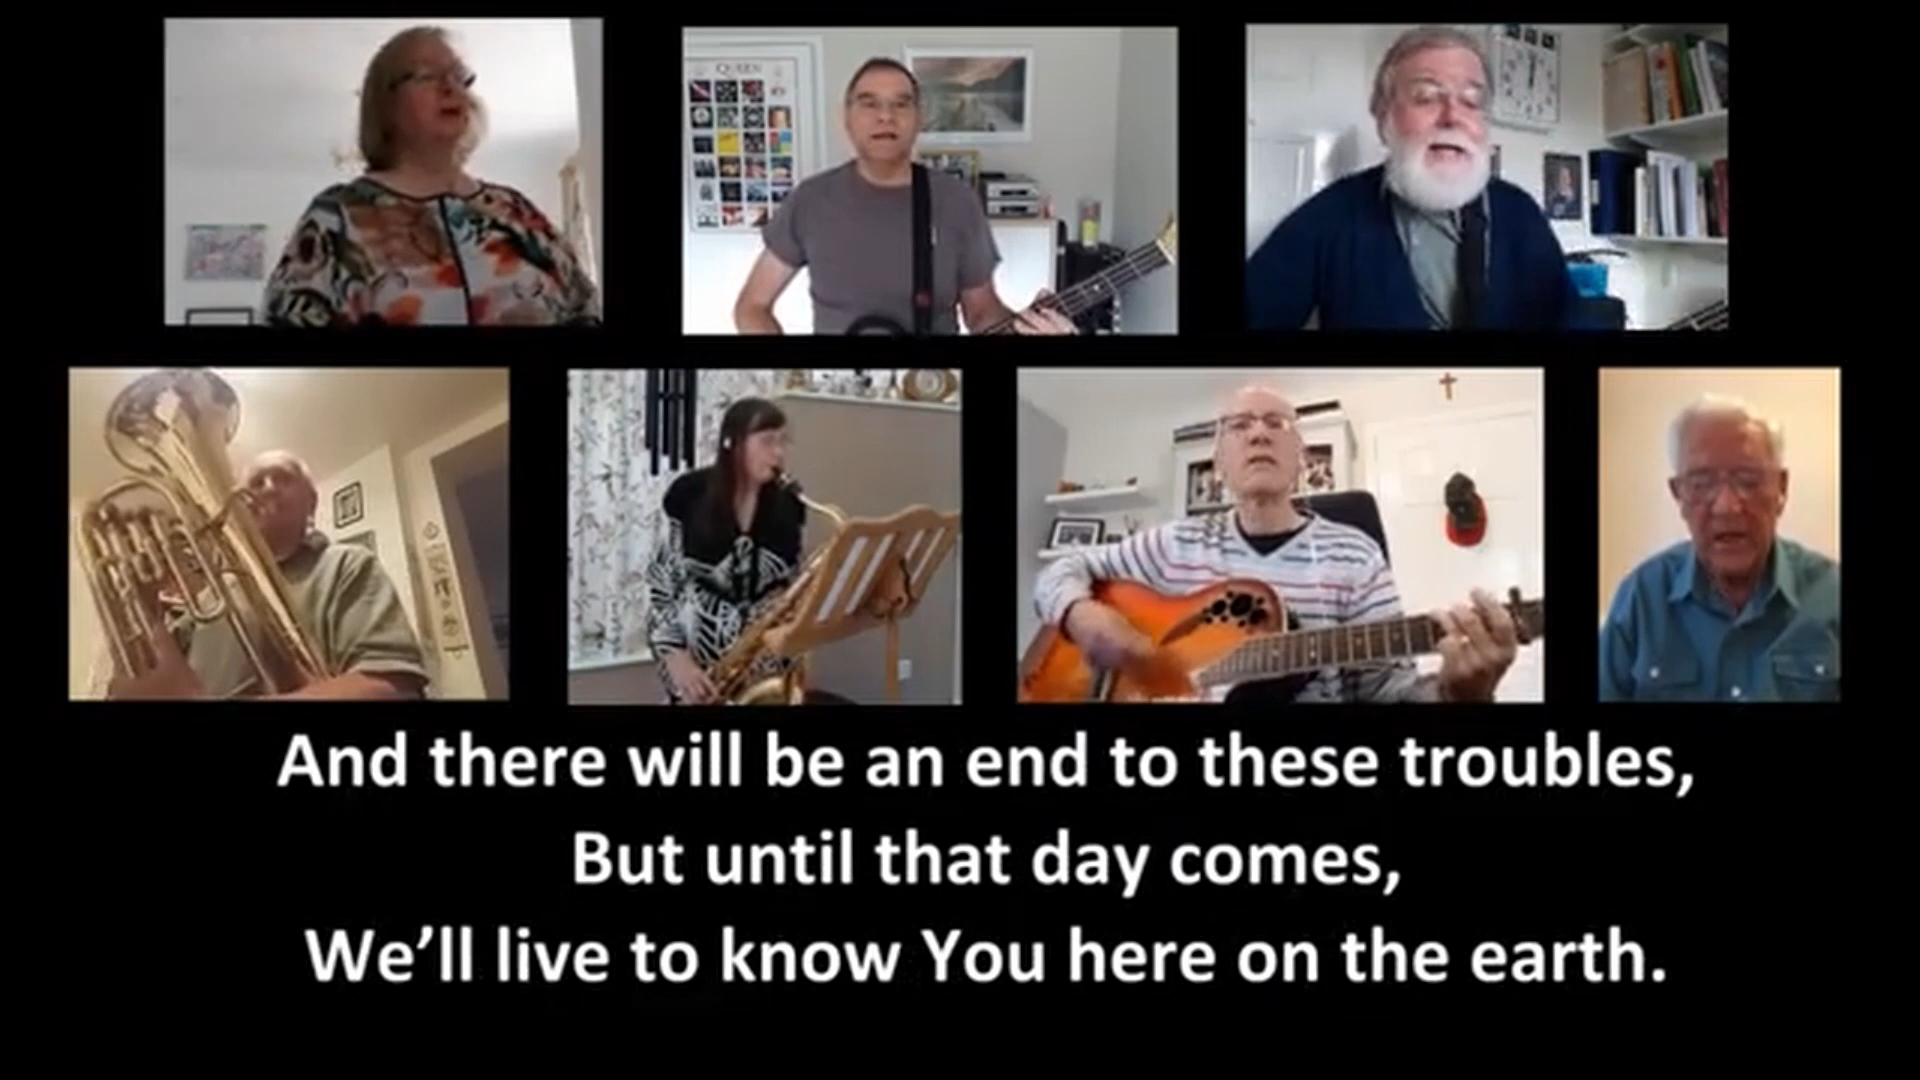 QUEEN
And there will be an end to these troubles,
But until that day comes,
We’ll live to know You here on the earth.